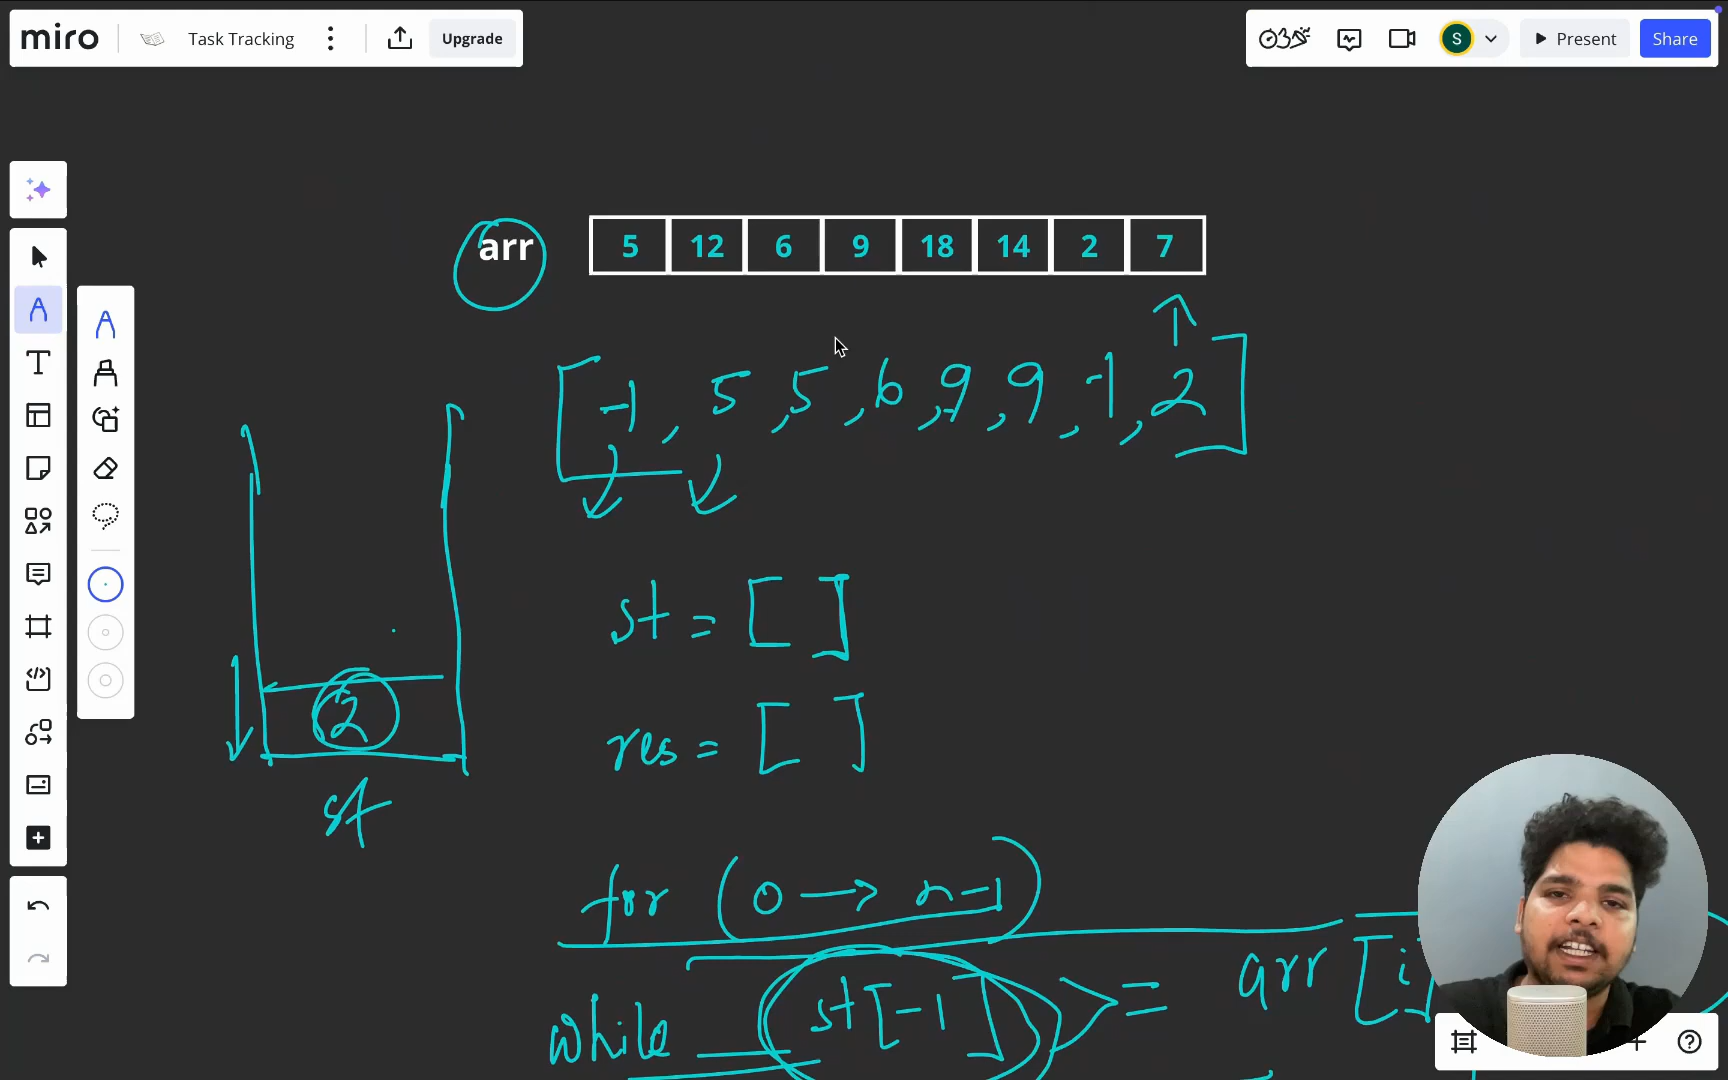 miro Task Tracking Upgrade S Present Share
arr 5 12 6 9 18 14 2 7
[-1, 5, 5, 6, 9, 9, -1, 2]
st = [ ]
res = [ ]
2
st
for (0 → n-1)
while st[-1] >= arr[i]